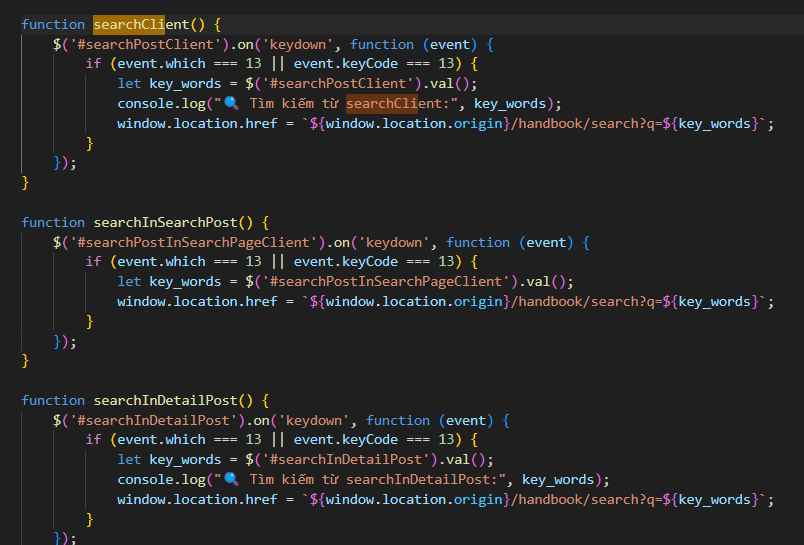 function searchClient() {
    $('#searchPostClient').on('keydown', function (event) {
        if (event.which === 13 || event.keyCode === 13) {
            let key_words = $('#searchPostClient').val();
            console.log("🔍 Tìm kiếm từ searchClient:", key_words);
            window.location.href = `${window.location.origin}/handbook/search?q=${key_words}`;
        }
    });
}

function searchInSearchPost() {
    $('#searchPostInSearchPageClient').on('keydown', function (event) {
        if (event.which === 13 || event.keyCode === 13) {
            let key_words = $('#searchPostInSearchPageClient').val();
            window.location.href = `${window.location.origin}/handbook/search?q=${key_words}`;
        }
    });
}

function searchInDetailPost() {
    $('#searchInDetailPost').on('keydown', function (event) {
        if (event.which === 13 || event.keyCode === 13) {
            let key_words = $('#searchInDetailPost').val();
            console.log("🔍 Tìm kiếm từ searchInDetailPost:", key_words);
            window.location.href = `${window.location.origin}/handbook/search?q=${key_words}`;
        }
    });